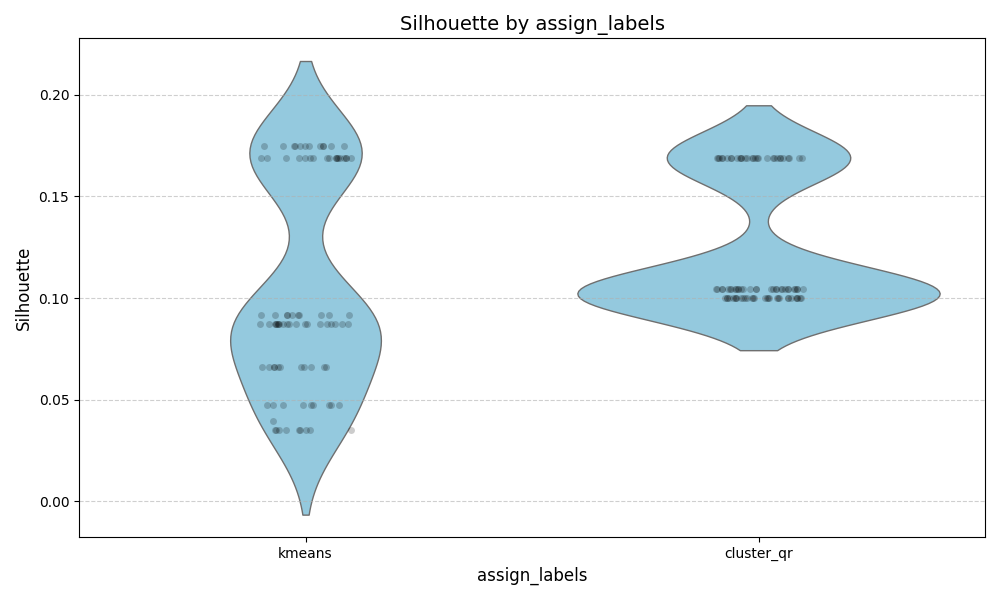 Silhouette by assign_labels
Silhouette
0.20
0.15
0.10
0.05
0.00
kmeans
cluster_qr
assign_labels